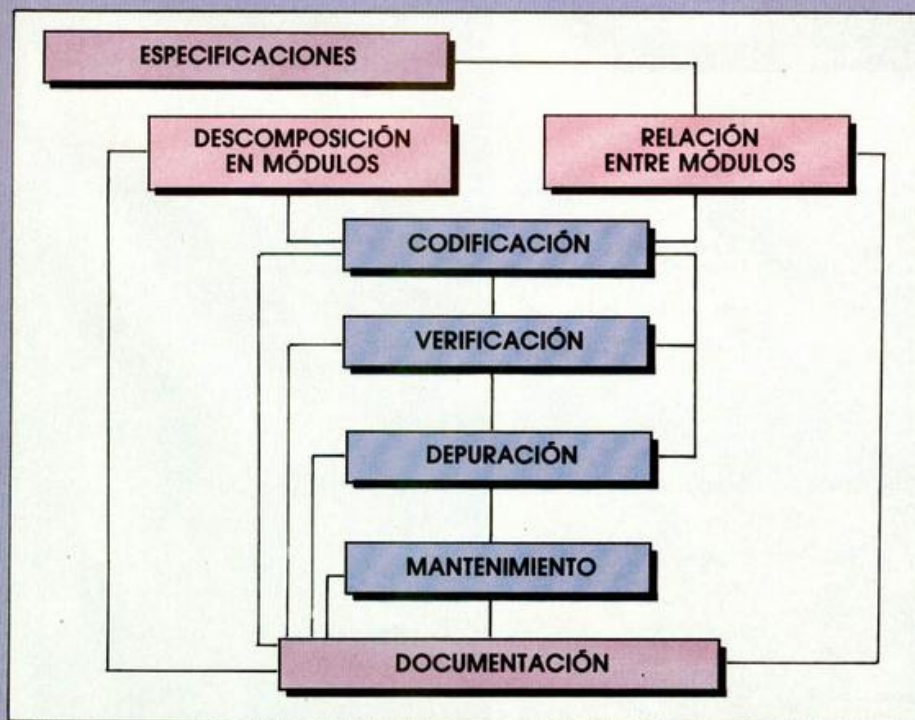 ESPECIFICACIONES
DESCOMPOSICIÓN
EN MÓDULOS
RELACIÓN
ENTRE MÓDULOS
CODIFICACIÓN
VERIFICACIÓN
DEPURACIÓN
MANTENIMIENTO
DOCUMENTACIÓN